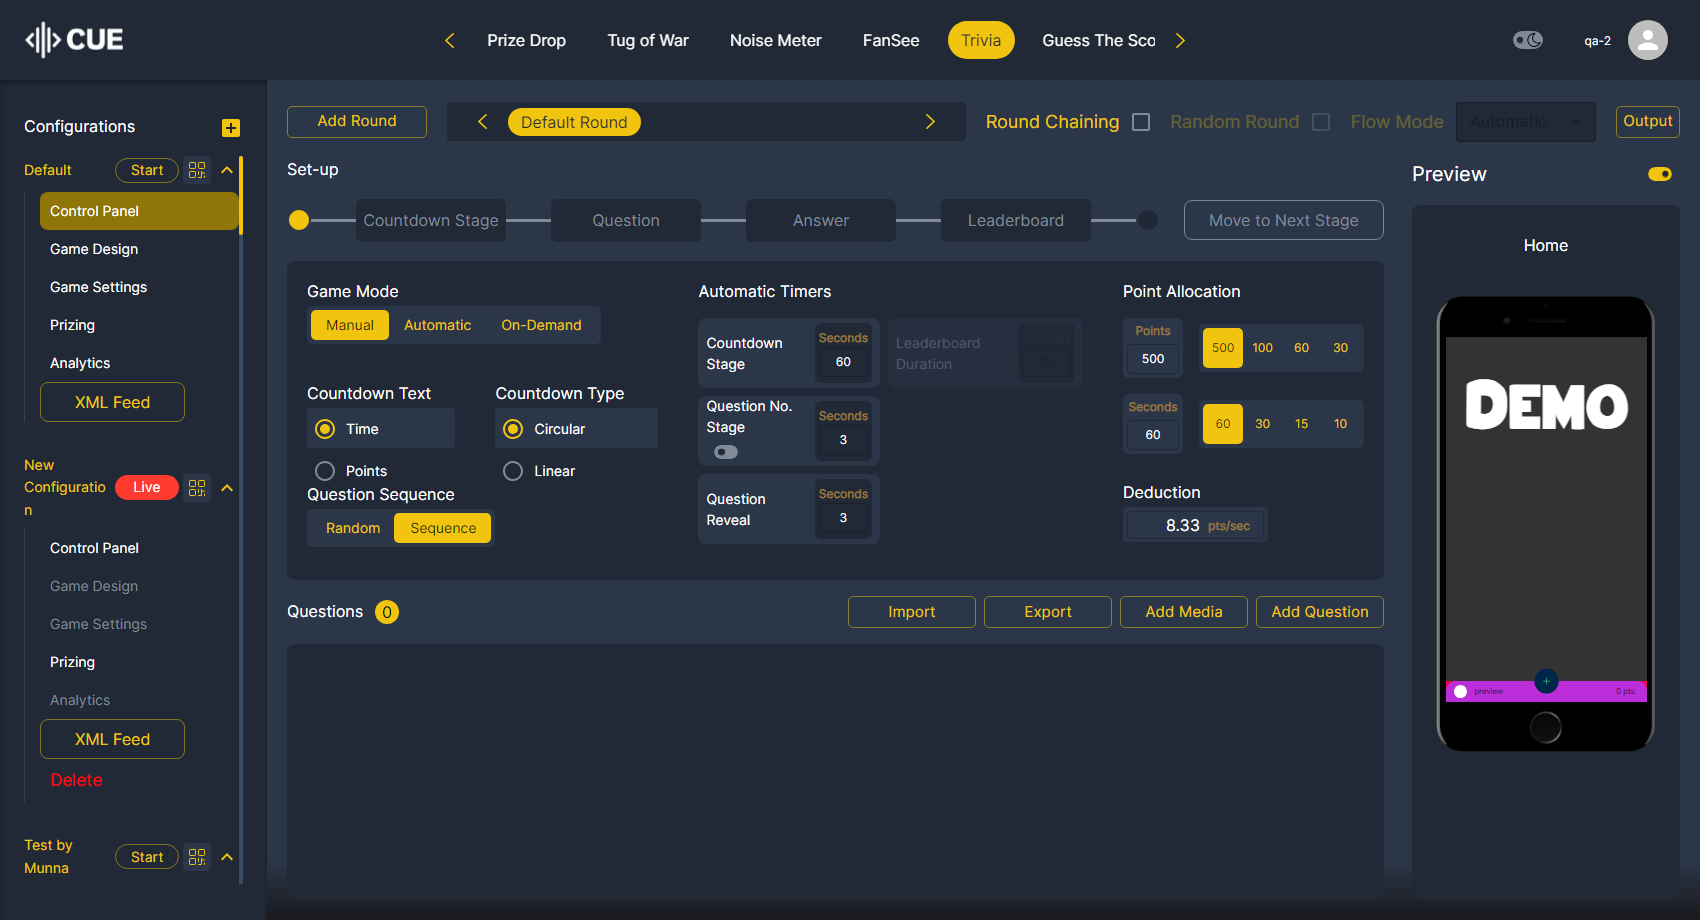 CUE
Prize Drop
Tug of War
Noise Meter
FanSee
Trivia
Guess The Sco
qa-2
Configurations
Default
Start
Control Panel
Game Design
Game Settings
Prizing
Analytics
XML Feed
New
Configuratio
n
Live
Control Panel
Game Design
Game Settings
Prizing
Analytics
XML Feed
Delete
Test by
Munna
Start
Add Round
Default Round
Round Chaining
Random Round
Flow Mode
Automatic
Output
Set-up
Countdown Stage
Question
Answer
Leaderboard
Move to Next Stage
Game Mode
Manual
Automatic
On-Demand
Countdown Text
Time
Points
Countdown Type
Circular
Linear
Question Sequence
Random
Sequence
Automatic Timers
Countdown
Stage
Seconds
60
Leaderboard
Duration
Seconds
10
Question No.
Stage
Seconds
3
Question
Reveal
Seconds
3
Point Allocation
Points
500
500
100
60
30
Seconds
60
60
30
15
10
Deduction
8.33 pts/sec
Questions
0
Import
Export
Add Media
Add Question
Preview
Home
DEMO
preview
0 pts.